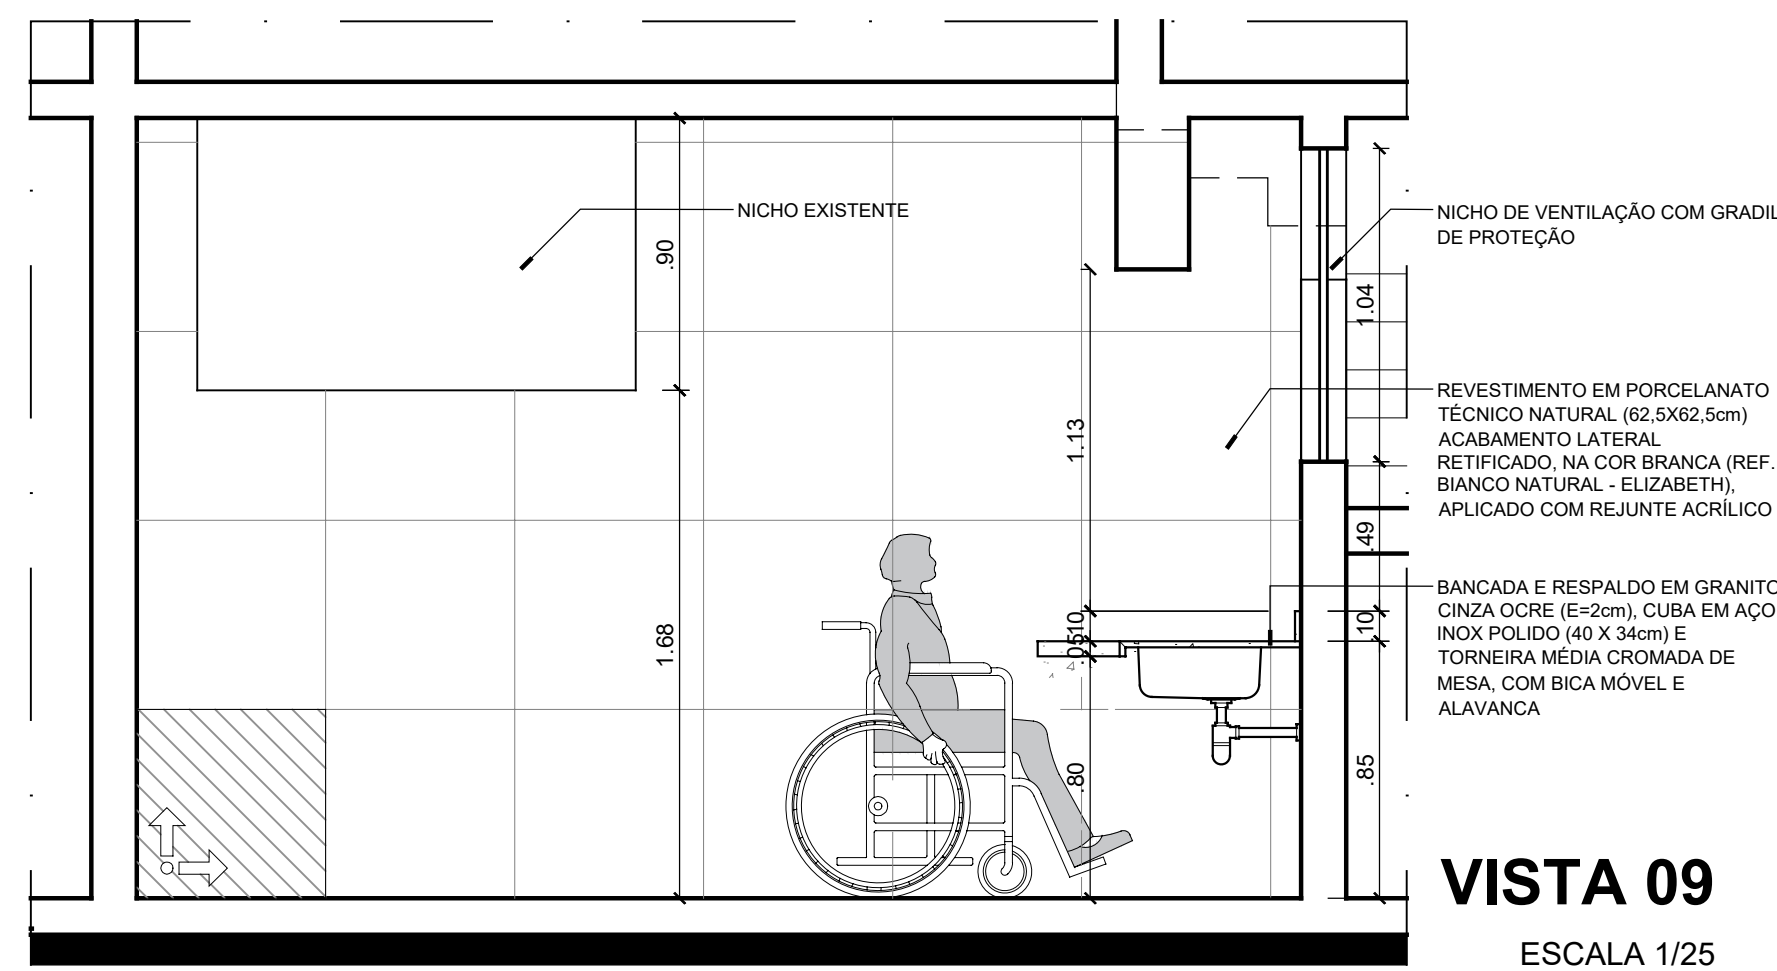 NICHO EXISTENTE
NICHO DE VENTILAÇÃO COM GRADIL
DE PROTEÇÃO
.90
1.04
REVESTIMENTO EM PORCELANATO
TÉCNICO NATURAL (62,5X62,5cm)
ACABAMENTO LATERAL
RETIFICADO, NA COR BRANCA (REF.
BIANCO NATURAL - ELIZABETH),
APLICADO COM REJUNTE ACRÍLICO
1.13
.49
BANCADA E RESPALDO EM GRANITO
CINZA OCRE (E=2cm), CUBA EM AÇO
INOX POLIDO (40 X 34cm) E
TORNEIRA MÉDIA CROMADA DE
MESA, COM BICA MÓVEL E
ALAVANCA
1.68
.10
.05
.10
.80
.85
VISTA 09
ESCALA 1/25